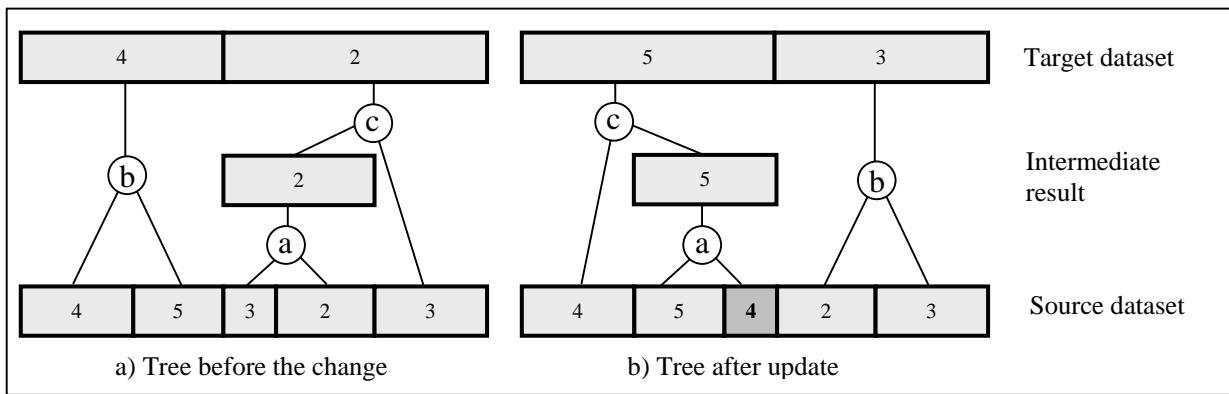 4 2 5 3 Target dataset
c c
2 5 Intermediate
result
b b
a a
4 5 3 2 3 4 5 4 2 3 Source dataset
a) Tree before the change b) Tree after update